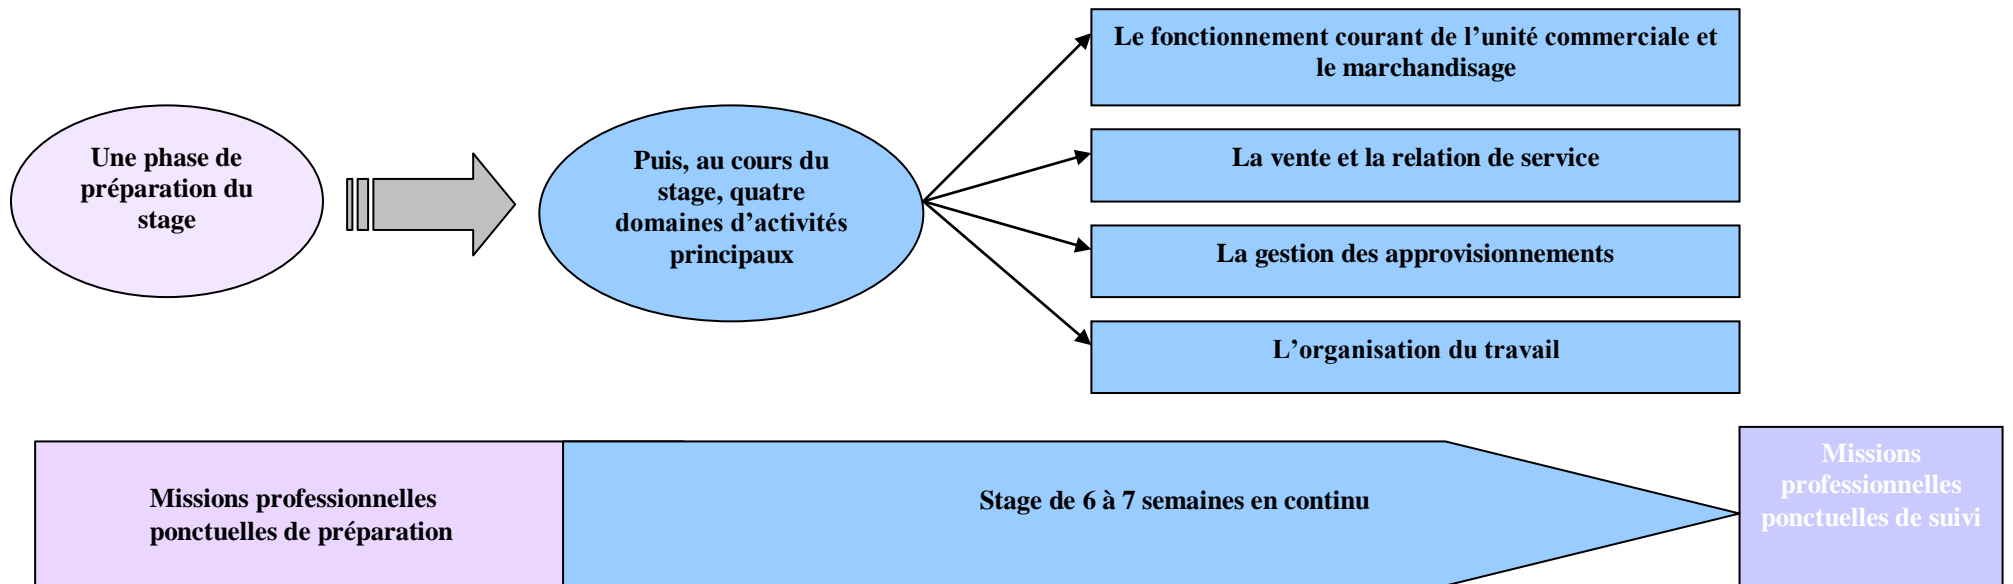 Le fonctionnement courant de l’unité commerciale et
le marchandisage
Une phase de
préparation du
stage
Puis, au cours du
stage, quatre
domaines d’activités
principaux
La vente et la relation de service
La gestion des approvisionnements
L’organisation du travail
Missions professionnelles
ponctuelles de préparation
Stage de 6 à 7 semaines en continu
Missions
professionnelles
ponctuelles de suivi